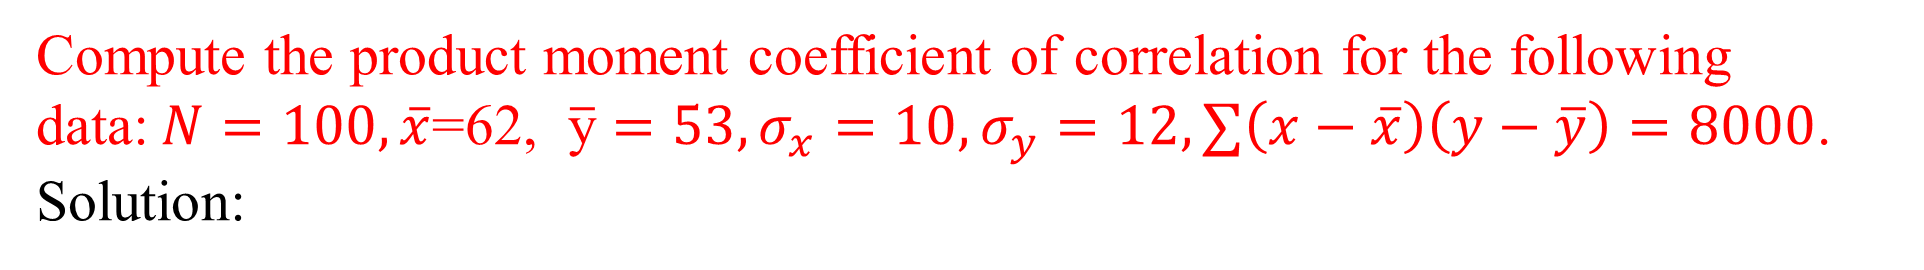 Compute the product moment coefficient of correlation for the following
data: N = 100, x̄=62, ȳ = 53, σₓ = 10, σᵧ = 12, ∑(x − x̄)(y − ȳ) = 8000.
Solution: